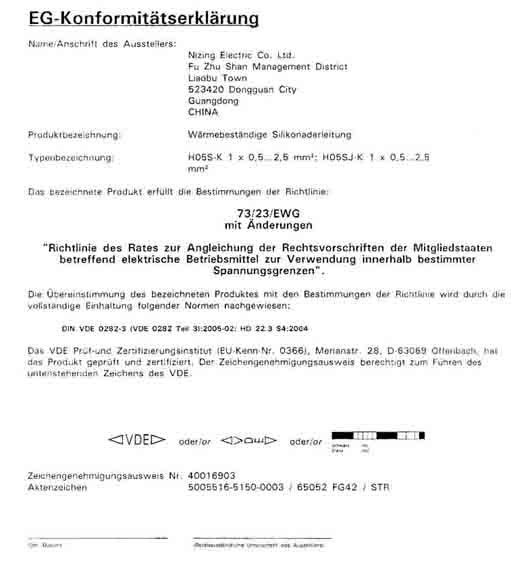 EG-Konformitätserklärung
Name/Anschrift des Ausstellers:
Nizing Electric Co. Ltd.
Fu Zhu Shan Management District
Liaobu Town
523420 Dongguan City
Guangdong
CHINA
Produktbezeichnung: Wärmebeständige Silikonaderleitung
Typenbezeichnung: H05S-K 1 x 0,5...2,5 mm²; H05SJ-K 1 x 0,5...2,5
mm²
Das bezeichnete Produkt erfüllt die Bestimmungen der Richtlinie:
73/23/EWG
mit Änderungen
"Richtlinie des Rates zur Angleichung der Rechtsvorschriften der Mitgliedstaaten
betreffend elektrische Betriebsmittel zur Verwendung innerhalb bestimmter
Spannungsgrenzen".
Die Übereinstimmung des bezeichneten Produktes mit den Bestimmungen der Richtlinie wird durch die
vollständige Einhaltung folgender Normen nachgewiesen:
DIN VDE 0282-3 (VDE 0282 Teil 3):2005-02; HD 22.3 S4:2004
Das VDE Prüf-und Zertifizierungsinstitut (EU-Kenn-Nr. 0366), Merianstr. 28, D-63069 Offenbach, hat
das Produkt geprüft und zertifiziert. Der Zeichengenehmigungsausweis berechtigt zum Führen des
untenstehenden Zeichens des VDE.
◁VDE▷ oder/or oder/or
Zeichengenehmigungsausweis Nr. 40016903
Aktenzeichen 5005516-5150-0003 / 65052 FG42 / STR
(Ort, Datum) (Rechtsverbindliche Unterschrift des Ausstellers)